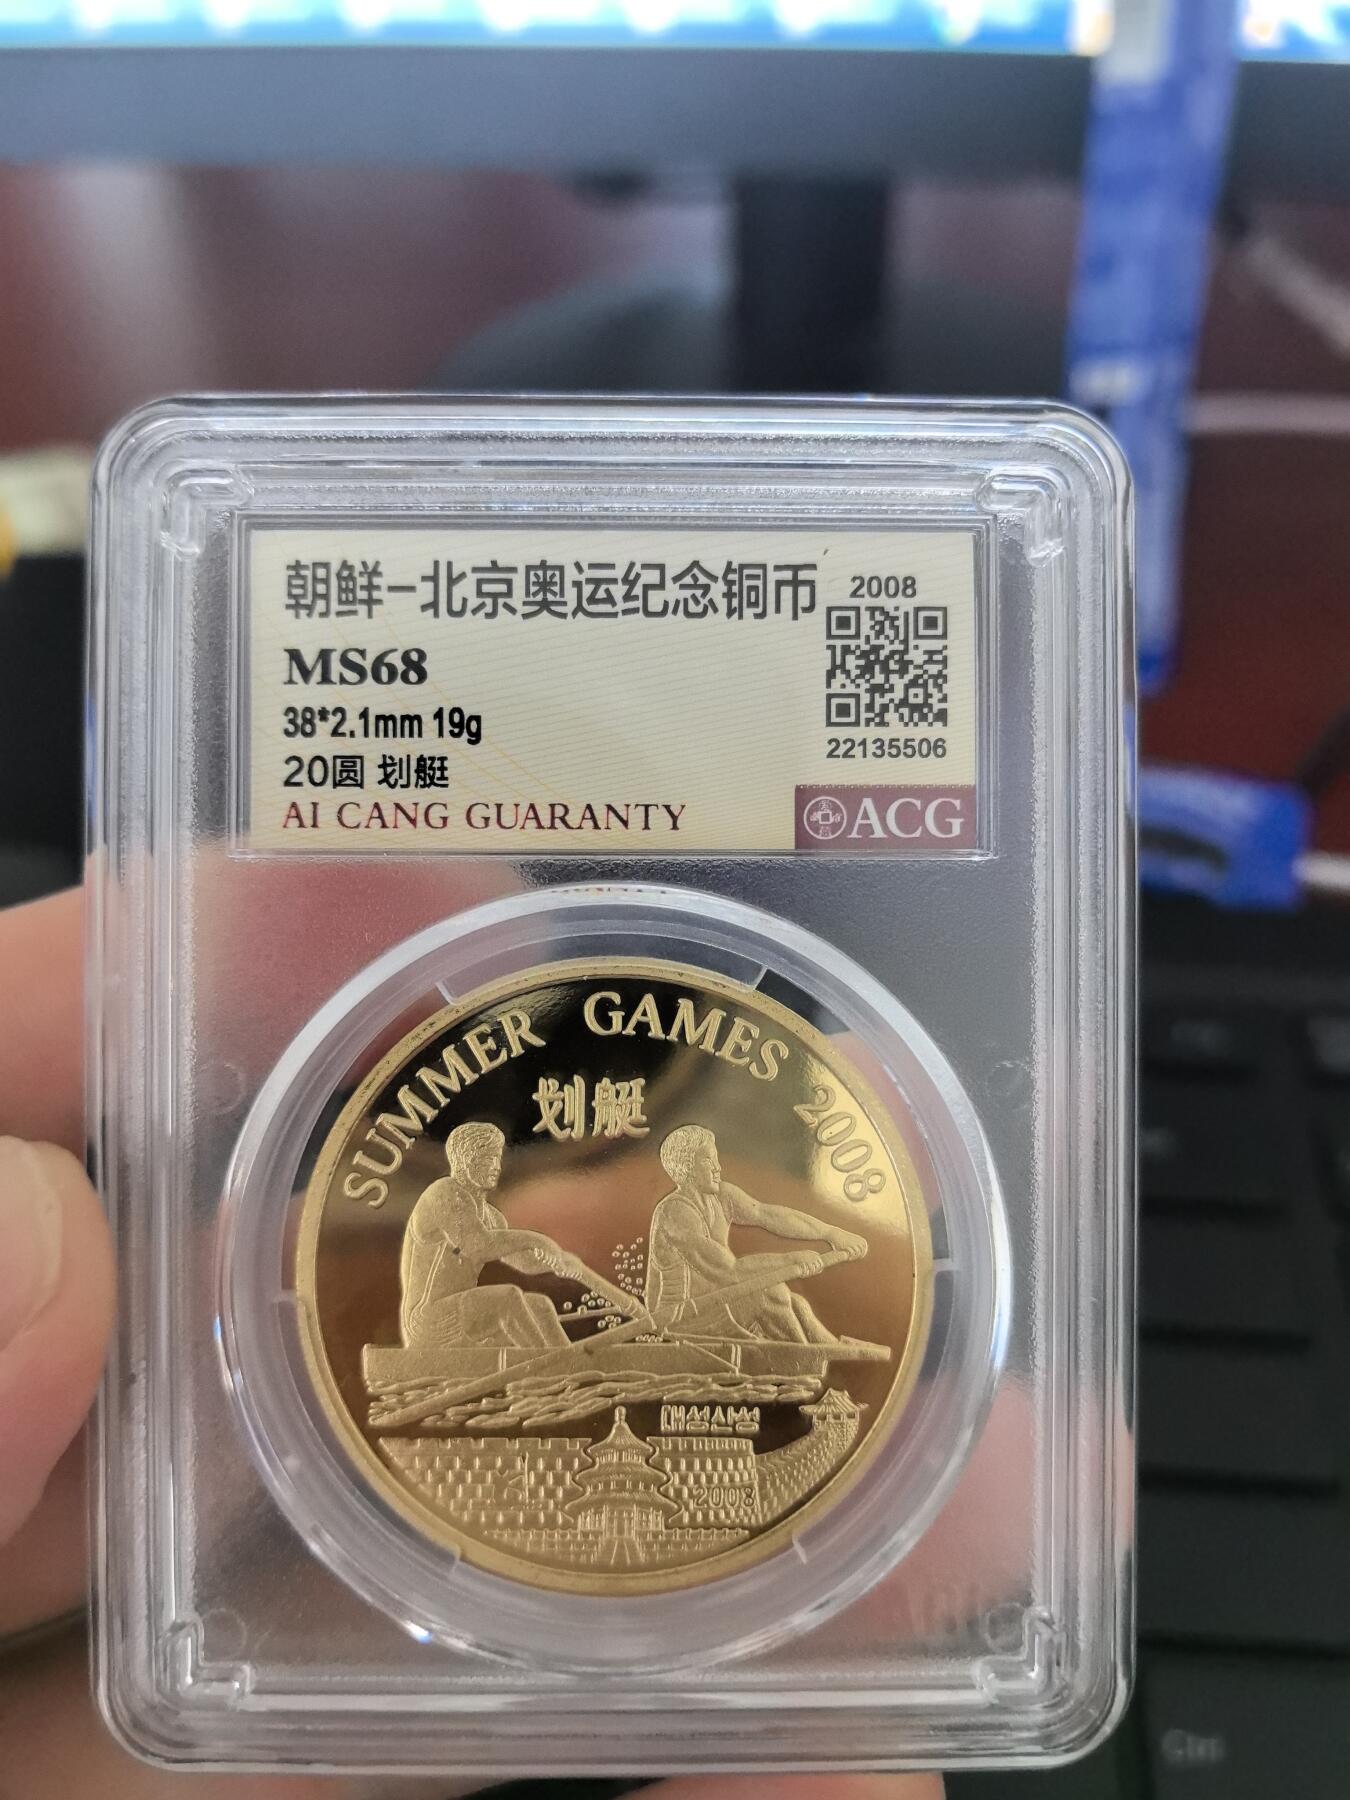 朝鲜-北京奥运纪念铜币
2008
MS68
38*2.1mm 19g
22135506
20圆 划艇
AI CANG GUARANTY
ACG
SUMMER GAMES 2008
划艇
대성산성
2008
Ctrl